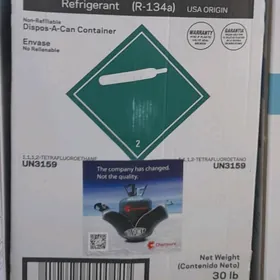 Refrigerant (R-134a) USA ORIGIN
Non-Refillable
Dispos-A-Can Container
Envase
No Rellenable
WARRANTY
GARANTÍA
2
1,1,1,2-TETRAFLUOROETHANE
UN3159
1,1,1,2-TETRAFLUOROETANO
UN3159
The company has changed.
Not the quality.
Chemours
Net Weight
(Contenido Neto)
30 lb